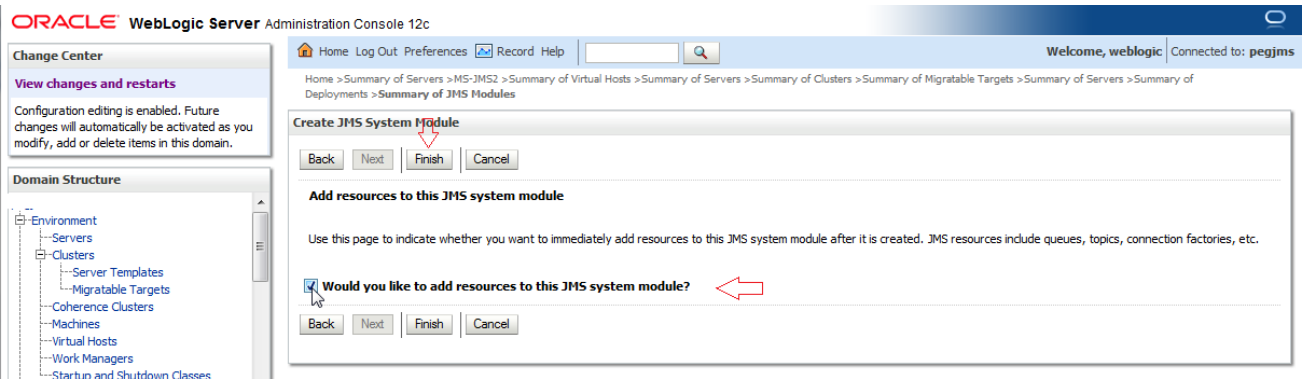 ORACLE WebLogic Server Administration Console 12c
Change Center
View changes and restarts
Configuration editing is enabled. Future
changes will automatically be activated as you
modify, add or delete items in this domain.
Domain Structure
Environment
Servers
Clusters
Server Templates
Migratable Targets
Coherence Clusters
Machines
Virtual Hosts
Work Managers
Startup and Shutdown Classes
Home Log Out Preferences Record Help
Welcome, weblogic Connected to: pegjms
Home >Summary of Servers >MS-JMS2 >Summary of Virtual Hosts >Summary of Servers >Summary of Clusters >Summary of Migratable Targets >Summary of Servers >Summary of
Deployments >Summary of JMS Modules
Create JMS System Module
Back Next Finish Cancel
Add resources to this JMS system module
Use this page to indicate whether you want to immediately add resources to this JMS system module after it is created. JMS resources include queues, topics, connection factories, etc.
Would you like to add resources to this JMS system module?
Back Next Finish Cancel